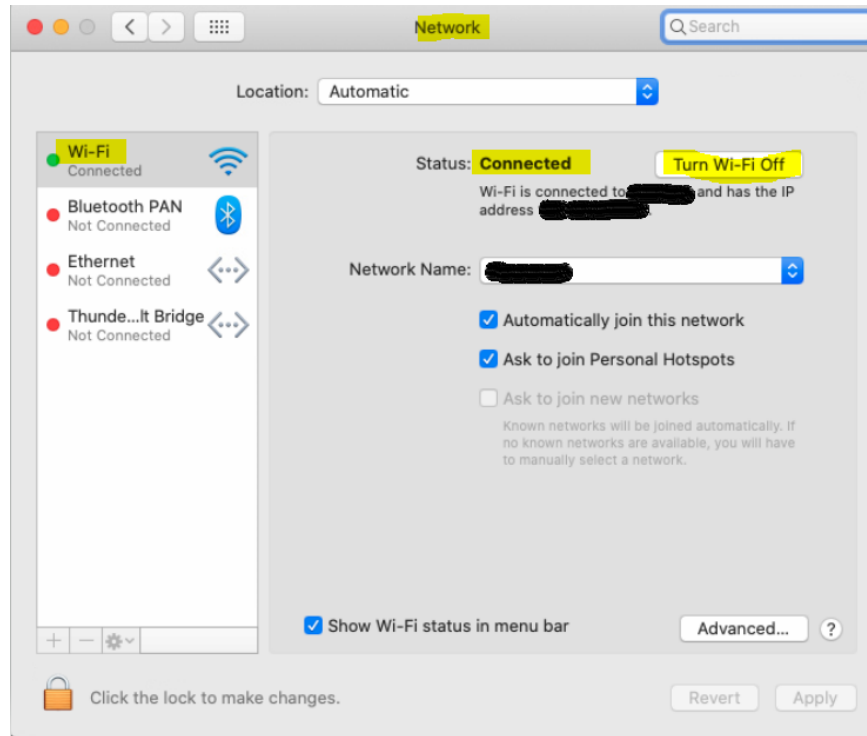 Network
Search
Location: Automatic
Wi-Fi
Connected
Bluetooth PAN
Not Connected
Ethernet
Not Connected
Thunde...lt Bridge
Not Connected
Status: Connected
Turn Wi-Fi Off
Wi-Fi is connected to and has the IP
address .
Network Name:
Automatically join this network
Ask to join Personal Hotspots
Ask to join new networks
Known networks will be joined automatically. If
no known networks are available, you will have
to manually select a network.
Show Wi-Fi status in menu bar
Advanced...
?
Click the lock to make changes.
Revert
Apply